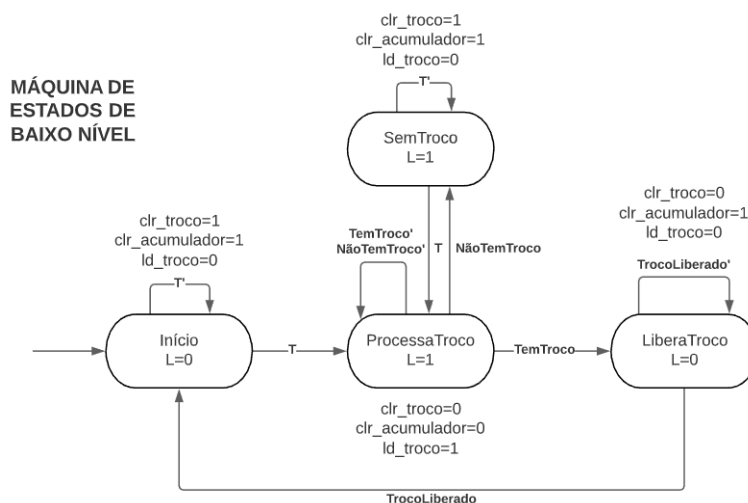 MÁQUINA DE
ESTADOS DE
BAIXO NÍVEL
clr_troco=1
clr_acumulador=1
ld_troco=0
T'
SemTroco
L=1
clr_troco=1
clr_acumulador=1
ld_troco=0
T'
TemTroco'
NãoTemTroco'
T
NãoTemTroco
clr_troco=0
clr_acumulador=1
ld_troco=0
TrocoLiberado'
Início
L=0
T
ProcessaTroco
L=1
TemTroco
LiberaTroco
L=0
clr_troco=0
clr_acumulador=0
ld_troco=1
TrocoLiberado